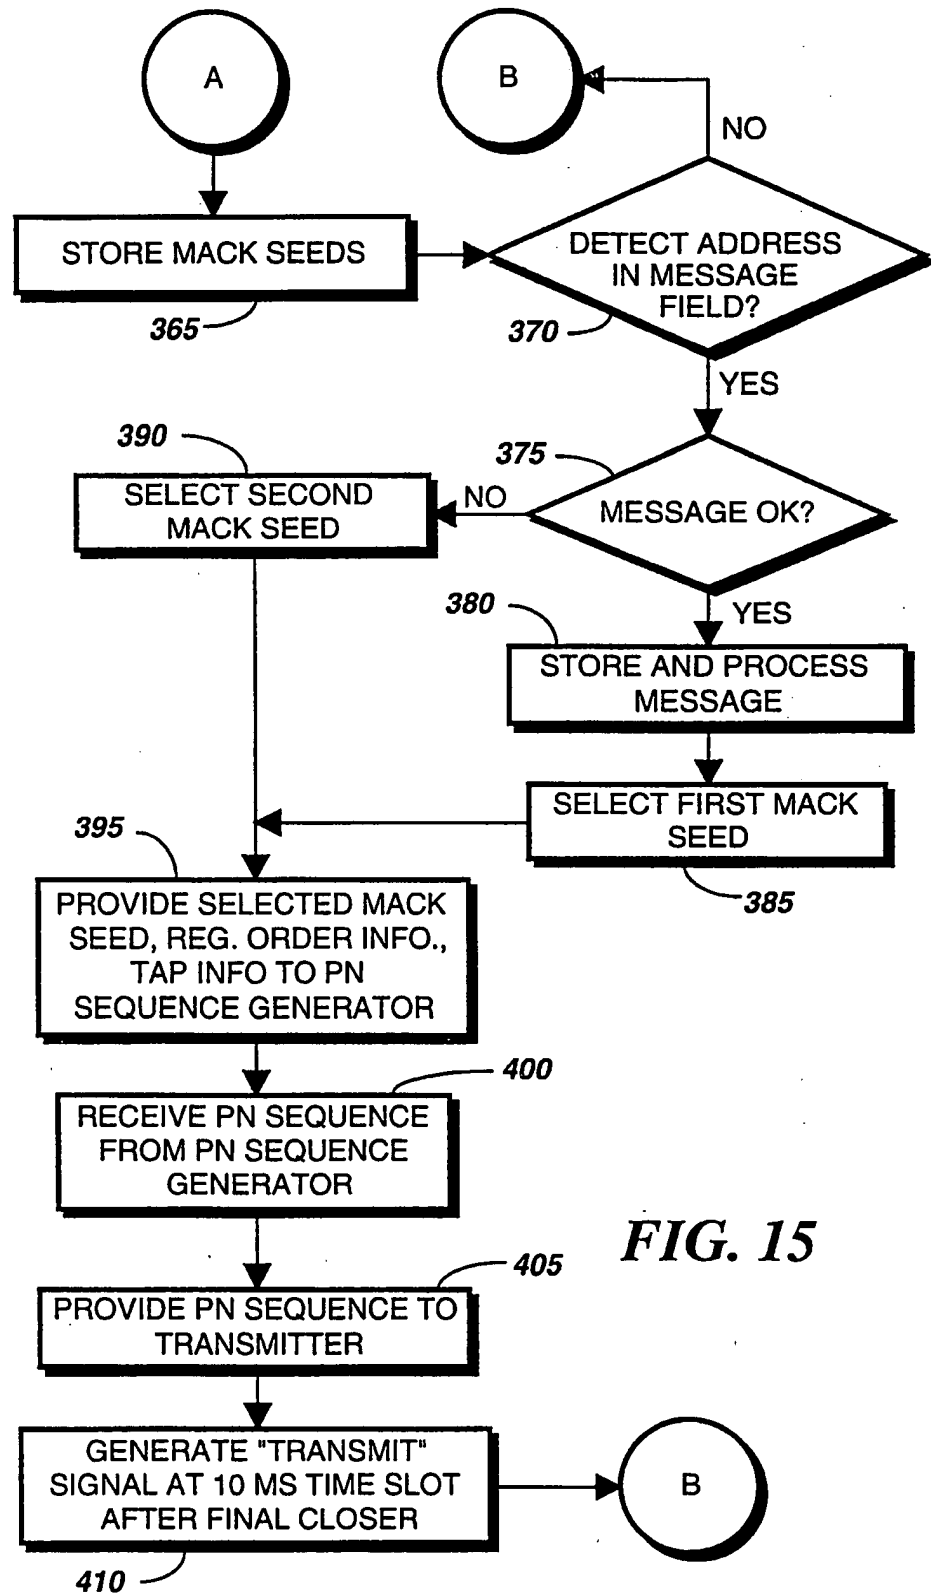 A
B
NO
STORE MACK SEEDS
365
DETECT ADDRESS
IN MESSAGE
FIELD?
370
YES
390
375
SELECT SECOND
MACK SEED
NO
MESSAGE OK?
YES
380
STORE AND PROCESS
MESSAGE
SELECT FIRST MACK
SEED
385
395
PROVIDE SELECTED MACK
SEED, REG. ORDER INFO.,
TAP INFO TO PN
SEQUENCE GENERATOR
400
RECEIVE PN SEQUENCE
FROM PN SEQUENCE
GENERATOR
FIG. 15
405
PROVIDE PN SEQUENCE TO
TRANSMITTER
GENERATE "TRANSMIT"
SIGNAL AT 10 MS TIME SLOT
AFTER FINAL CLOSER
B
410